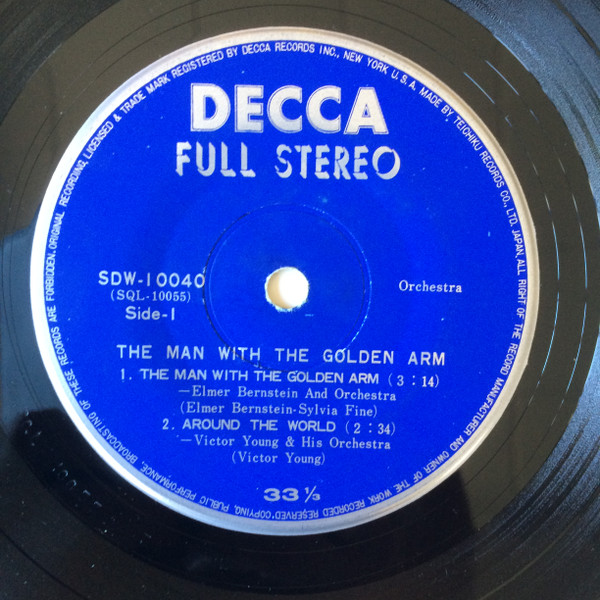 DECCA
FULL STEREO
SDW-10040
(SQL-10055)
Side-1
Orchestra
THE MAN WITH THE GOLDEN ARM
1. THE MAN WITH THE GOLDEN ARM (3:14)
—Elmer Bernstein And Orchestra
(Elmer Bernstein-Sylvia Fine)
2. AROUND THE WORLD (2:34)
—Victor Young & His Orchestra
(Victor Young)
33 1/3
ORIGINAL RECORDING, LICENSED & TRADE MARK REGISTERED BY DECCA RECORDS INC., NEW YORK U.S.A. MADE BY TEICHIKU RECORDS CO., LTD. JAPAN, ALL RIGHT OF THE RECORD MANUFACTURER AND OWNER OF THE WORK RECORDED RESERVED. COPYING, PUBLIC PERFORMANCE, BROADCASTING OF THESE RECORDS ARE FORBIDDEN.